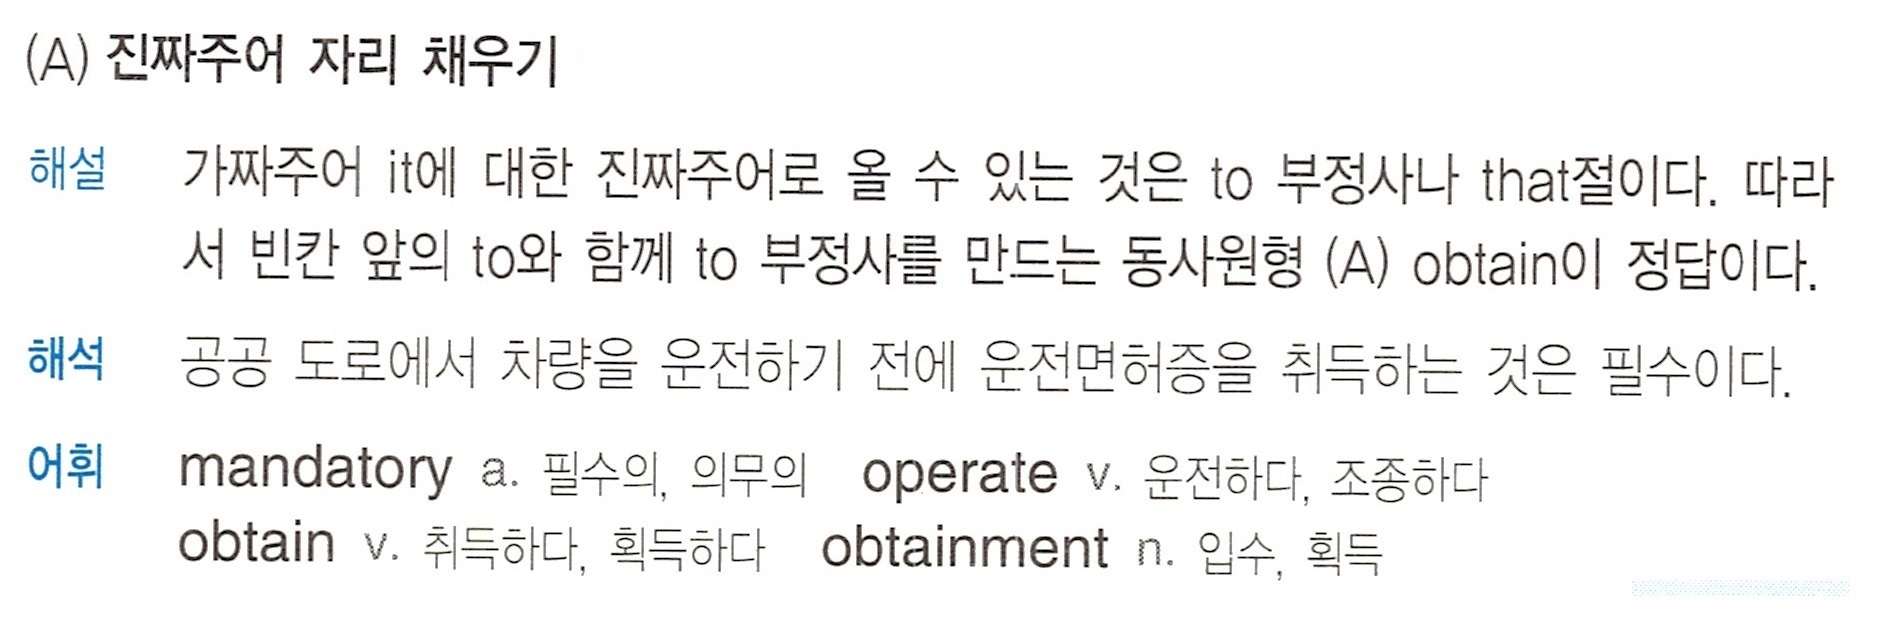 (A) 진짜주어 자리 채우기
해설 가짜주어 it에 대한 진짜주어로 올 수 있는 것은 to 부정사나 that절이다. 따라
서 빈칸 앞의 to와 함께 to 부정사를 만드는 동사원형 (A) obtain이 정답이다.
해석 공공 도로에서 차량을 운전하기 전에 운전면허증을 취득하는 것은 필수이다.
어휘 mandatory a. 필수의, 의무의 operate v. 운전하다, 조종하다
obtain v. 취득하다, 획득하다 obtainment n. 입수, 획득